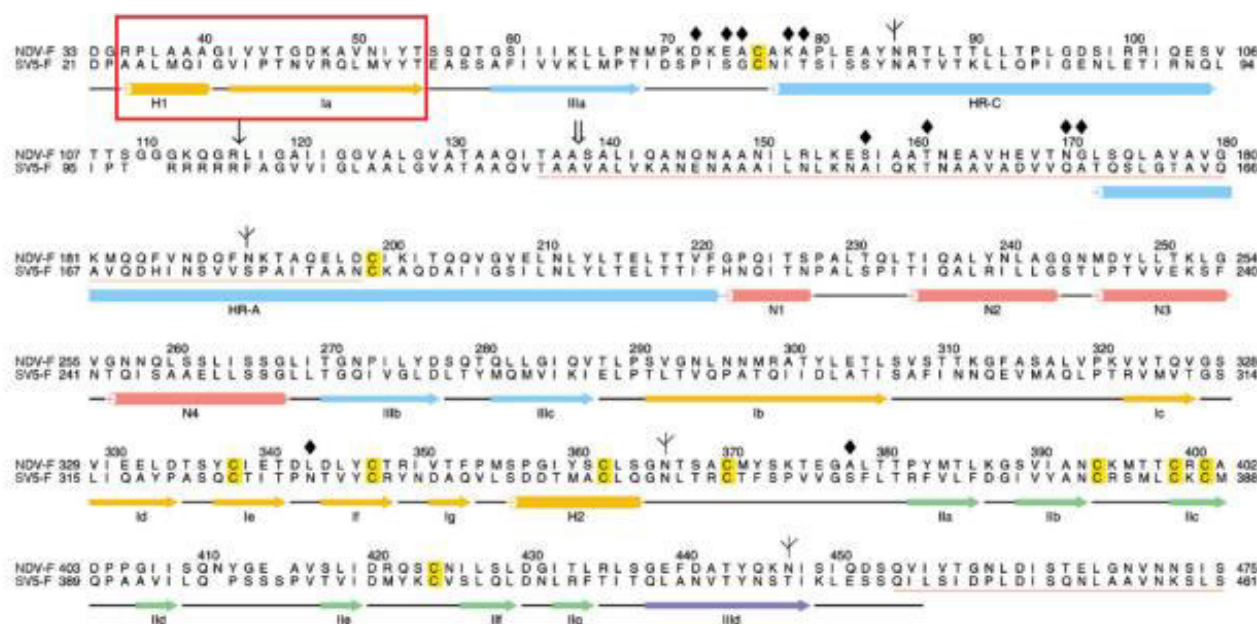 40 50 70 80 90 100
NDV-F 33 D G R P L A A A G I V V T G D K A V N I Y T S S Q T G S I I I K L L P N M P K D K E A C A K A P L E A Y N R T L T T L L T P L G D S I R R I Q E S V 106
SV5-F 21 D P A A L M Q I G V I P T N V R Q L M Y Y T E A S S A F I V V K L M P T I D S P I S G C N I T S I S S Y N A T V T K L L Q P I G E N L E T I R N Q L 94
H1 Ia IIIa HR-C
110 120 130 140 150 160 170 180
NDV-F 107 T T S G G G K Q G R L I G A I I G G V A L G V A T A A Q I T A A S A L I Q A N Q N A A N I L R L K E S I A A T N E A V H E V T N G L S Q L A V A V G 180
SV5-F 95 I P T R R R R R F A G V V I G L A A L G V A T A A Q V T A A V A L V K A N E N A A A I L N L K N A I Q K T N A A V A D V V Q A T Q S L G T A V Q 166
200 210 220 230 240 250
NDV-F 181 K M Q Q F V N D Q F N K T A Q E L D C I K I T Q Q V G V E L N L Y L T E L T T V F G P Q I T S P A L T Q L T I Q A L Y N L A G G N M D Y L L T K L G 254
SV5-F 167 A V Q D H I N S V V S P A I T A A N C K A Q D A I I G S I L N L Y L T E L T T I F H N Q I T N P A L S P I T I Q A L R I L L G S T L P T V V E K S F 240
HR-A N1 N2 N3
260 270 280 290 300 310 320
NDV-F 255 V G N N Q L S S L I S S G L I T G N P I L Y D S Q T Q L L G I Q V T L P S V G N L N N M R A T Y L E T L S V S T T K G F A S A L V P K V V T Q V G S 328
SV5-F 241 N T Q I S A A E L L S S G L L T G Q I V G L D L T Y M Q M V I K I E L P T L T V Q P A T Q I T D L A T I S A F I N N Q E V M A Q L P T R V M V T G S 314
N4 IIIb IIIc Ib Ic
330 340 350 360 370 380 390 400
NDV-F 329 V I E E L D T S Y C I E T D L D L Y C T R I V T F P M S P G I Y S C L S G N T S A C M Y S K T E G A L T T P Y M T L K G S V I A N C K M T T C R C A 402
SV5-F 315 L I Q A Y P A S Q C T I T P N T V Y C R Y N D A Q V L S D D T M A C L Q G N L T R C T F S P V V G S F L T R F V L F D G I V Y A N C R S M L C K C M 388
Id Ie If Ig H2 IIa IIb IIc
410 420 430 440 450
NDV-F 403 D P P G I I S Q N Y G E A V S L I D R Q S C N I L S L D G I T L R L S G E F D A T Y Q K N I S I Q D S Q V I V T G N L D I S T E L G N V N N S I S 475
SV5-F 389 Q P A A V I L Q P S S S P V T V I D M Y K C V S L Q L D N L R F T I T Q L A N V T Y N S T I K L E S S Q I L S I D P L D I S Q N L A A V N K S L S 461
IId IIe IIf IIg IIId